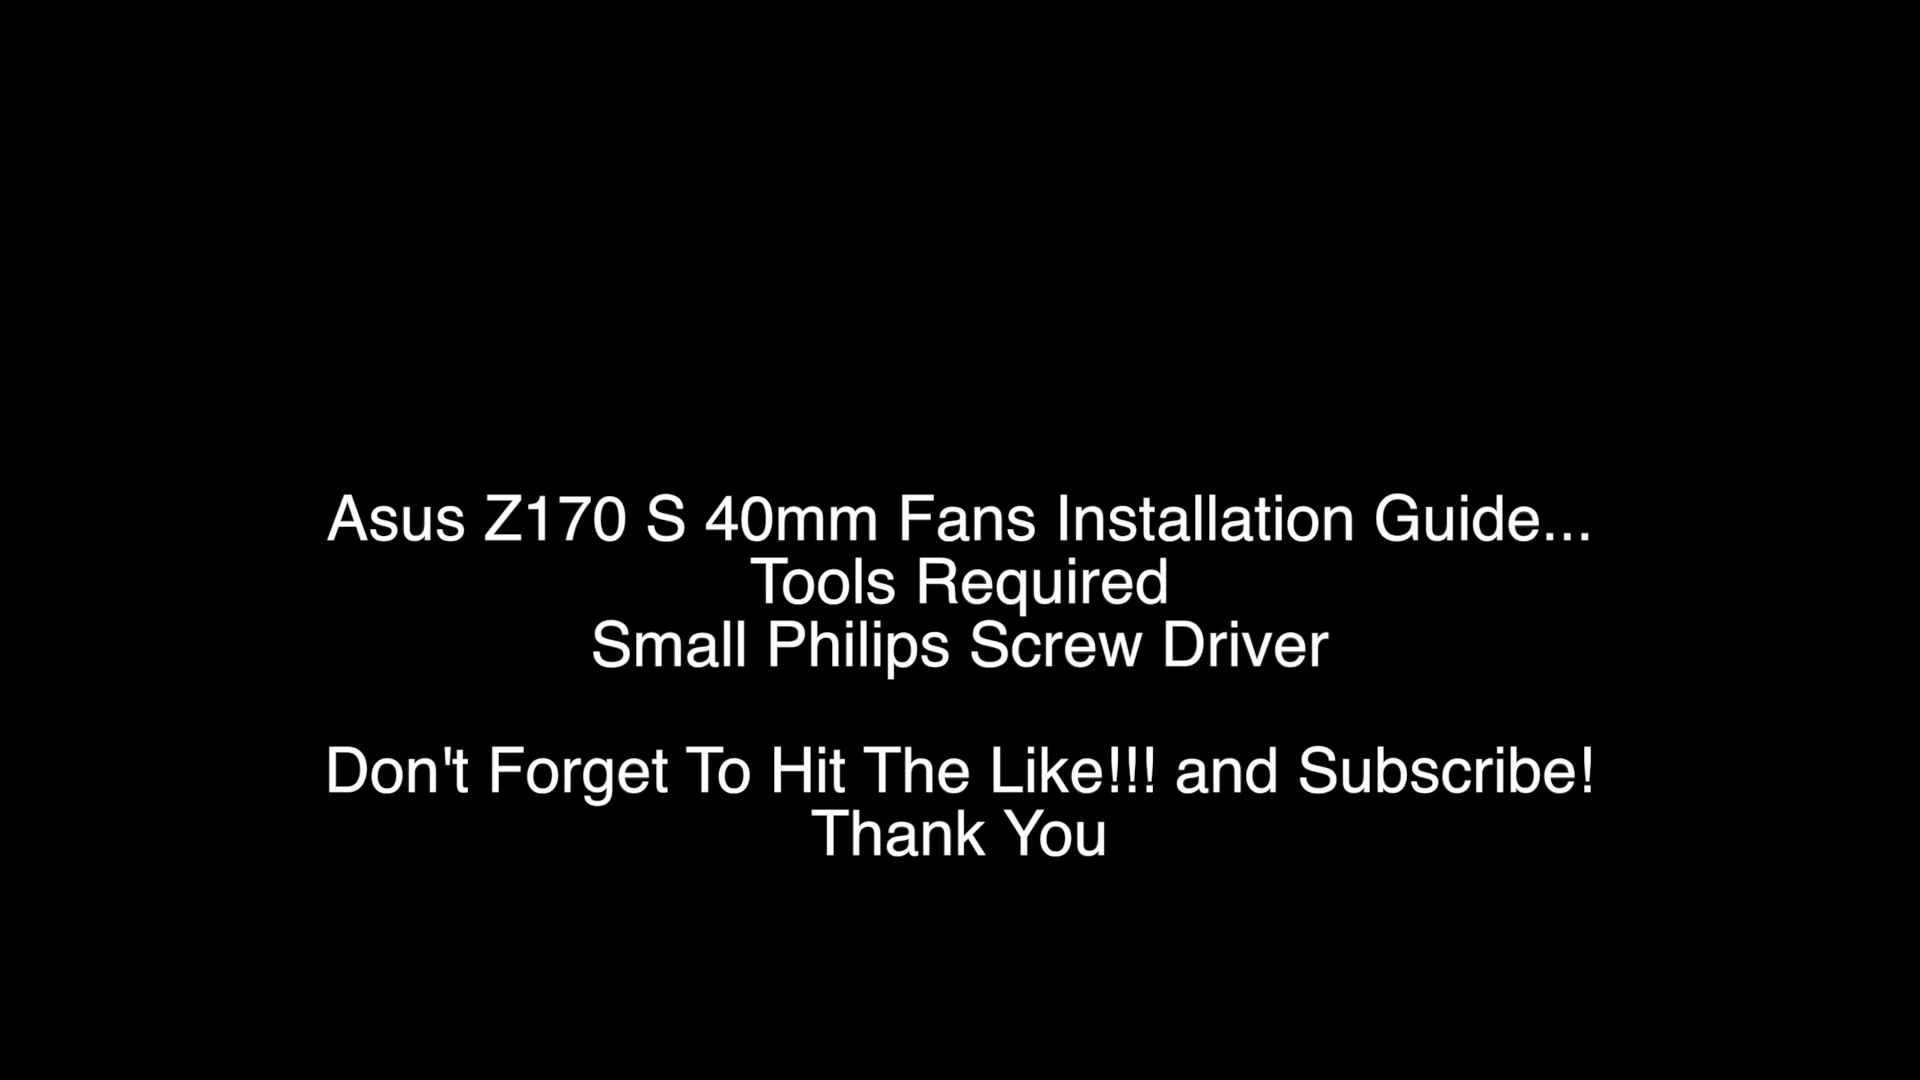 Asus Z170 S 40mm Fans Installation Guide...
Tools Required
Small Philips Screw Driver
Don't Forget To Hit The Like!!! and Subscribe!
Thank You